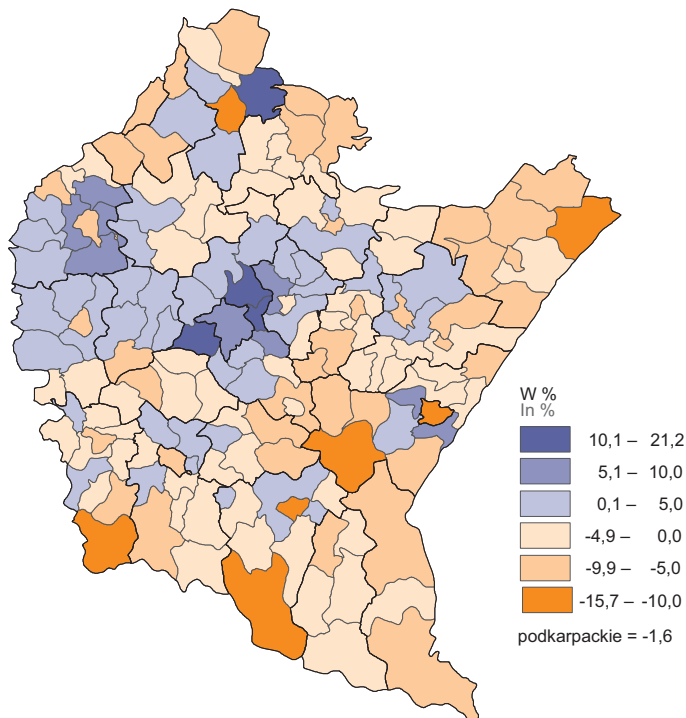 W %
In %
10,1 – 21,2
5,1 – 10,0
0,1 – 5,0
-4,9 – 0,0
-9,9 – -5,0
-15,7 – -10,0
podkarpackie = -1,6